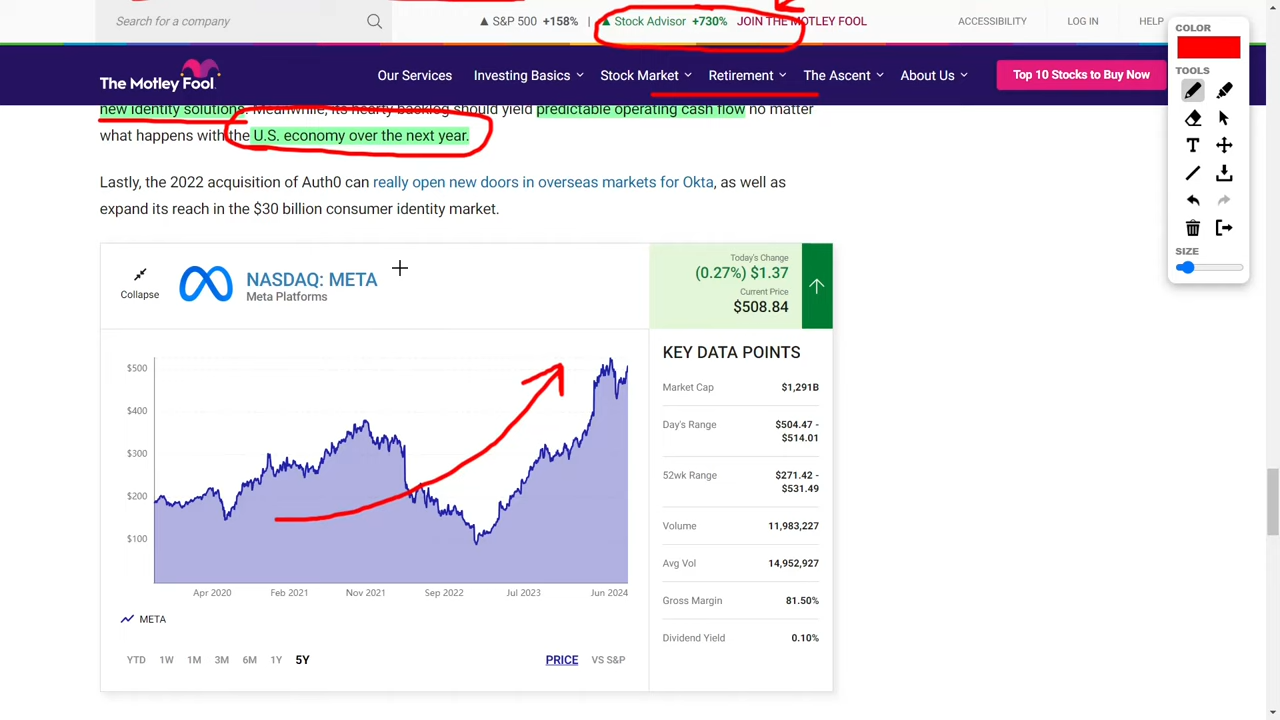 Search for a company
▲ S&P 500 +158% | ▲ Stock Advisor +730% JOIN THE MOTLEY FOOL
ACCESSIBILITY LOG IN HELP
COLOR
TOOLS
SIZE
The Motley Fool
Our Services Investing Basics Stock Market Retirement The Ascent About Us Top 10 Stocks to Buy Now
new identity solutions. Meanwhile, its hearty backlog should yield predictable operating cash flow no matter
what happens with the U.S. economy over the next year.
Lastly, the 2022 acquisition of Auth0 can really open new doors in overseas markets for Okta, as well as
expand its reach in the $30 billion consumer identity market.
Collapse
NASDAQ: META
Meta Platforms
Today's Change
(0.27%) $1.37
Current Price
$508.84
$500
$400
$300
$200
$100
Apr 2020 Feb 2021 Nov 2021 Sep 2022 Jul 2023 Jun 2024
META
YTD 1W 1M 3M 6M 1Y 5Y PRICE VS S&P
KEY DATA POINTS
Market Cap $1,291B
Day's Range $504.47 -
$514.01
52wk Range $271.42 -
$531.49
Volume 11,983,227
Avg Vol 14,952,927
Gross Margin 81.50%
Dividend Yield 0.10%